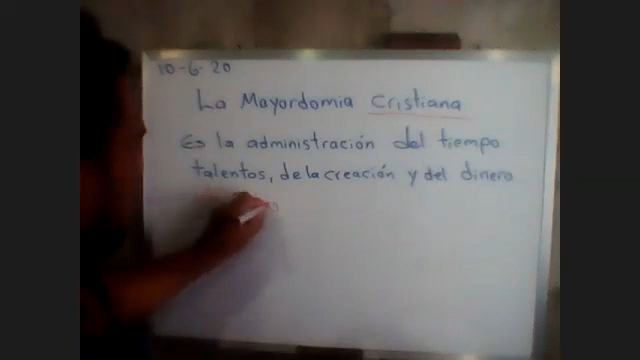 10-6-20
La Mayordomia Cristiana
Es la administración del tiempo
talentos, de la creación y del dinero